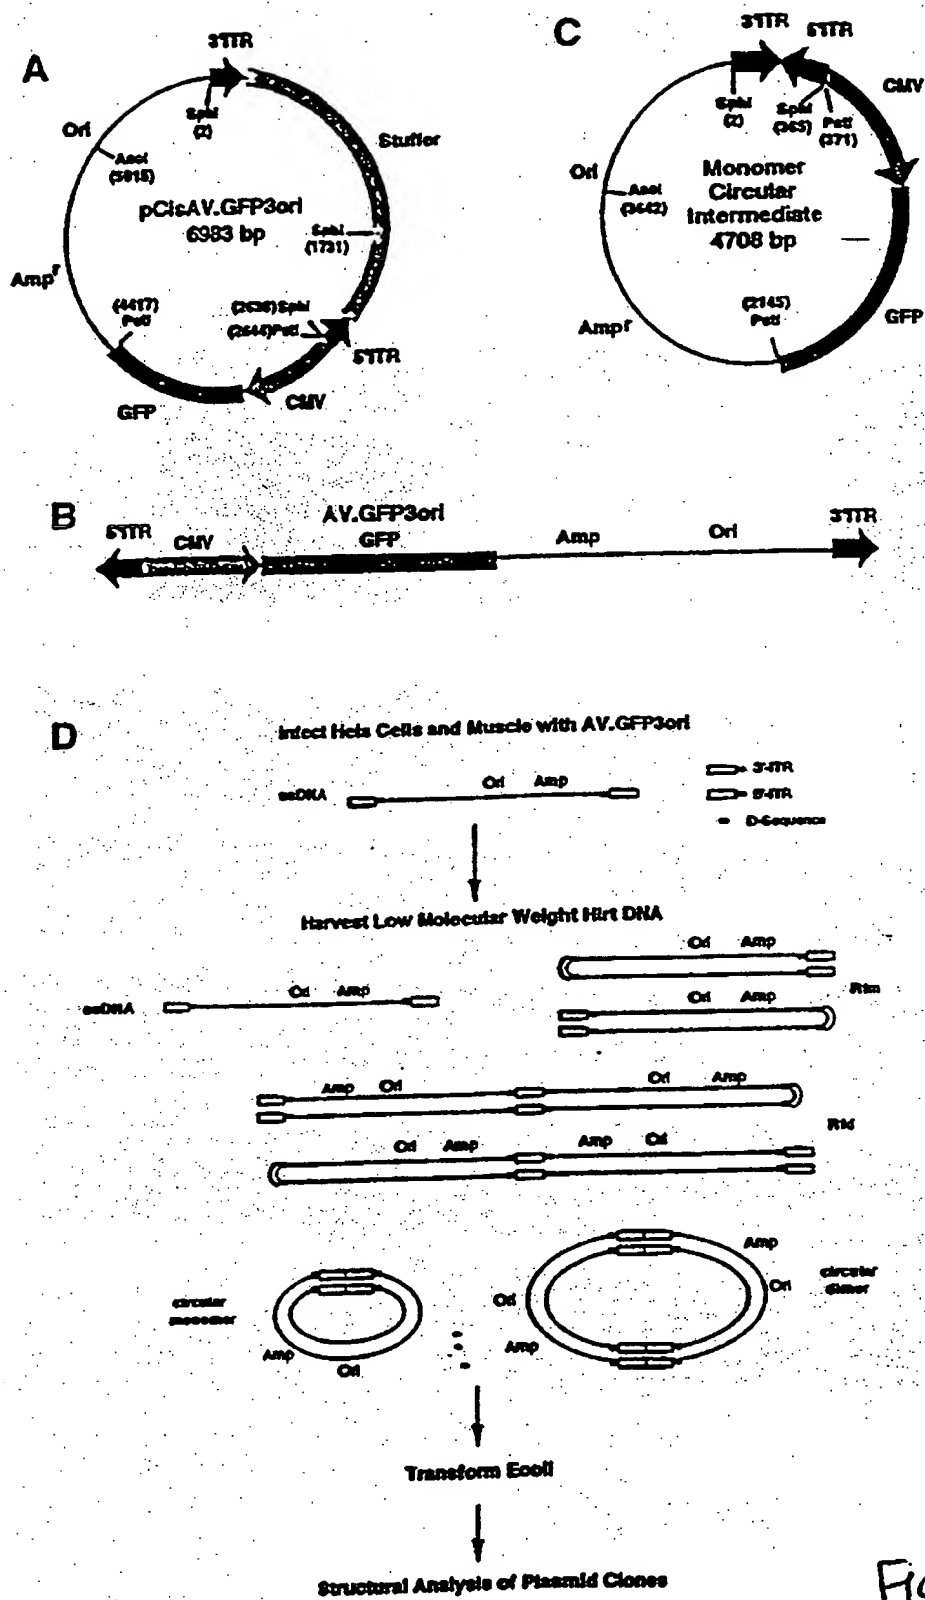 A
3'ITR
SphI
(2)
Ori
AseI
(5915)
Stuffer
pCisAV.GFP3ori
6983 bp
SphI
(1731)
Amp r
(4417)
PstI
(2638) SphI
(2644) PstI
5'ITR
GFP
CMV
C
3'ITR
5'ITR
CMV
SphI
(2)
SphI
(365)
PstI
(371)
Ori
AseI
(3642)
Monomer
Circular
Intermediate
4708 bp
(2145)
PstI
Amp r
GFP
B
AV.GFP3ori
5'ITR
CMV
GFP
Amp
Ori
3'ITR
D
Infect Hela Cells and Muscle with AV.GFP3ori
ssDNA
Ori Amp
3'-ITR
5'-ITR
D-Sequence
Harvest Low Molecular Weight Hirt DNA
Ori Amp
ssDNA
Ori Amp
Ori Amp
Rfm
Amp Ori
Ori Amp
Rfd
Ori Amp
Amp Ori
circular
monomer
Amp
Ori
Amp
Ori
circular
dimer
Ori
Amp
Transform Ecoli
Structural Analysis of Plasmid Clones